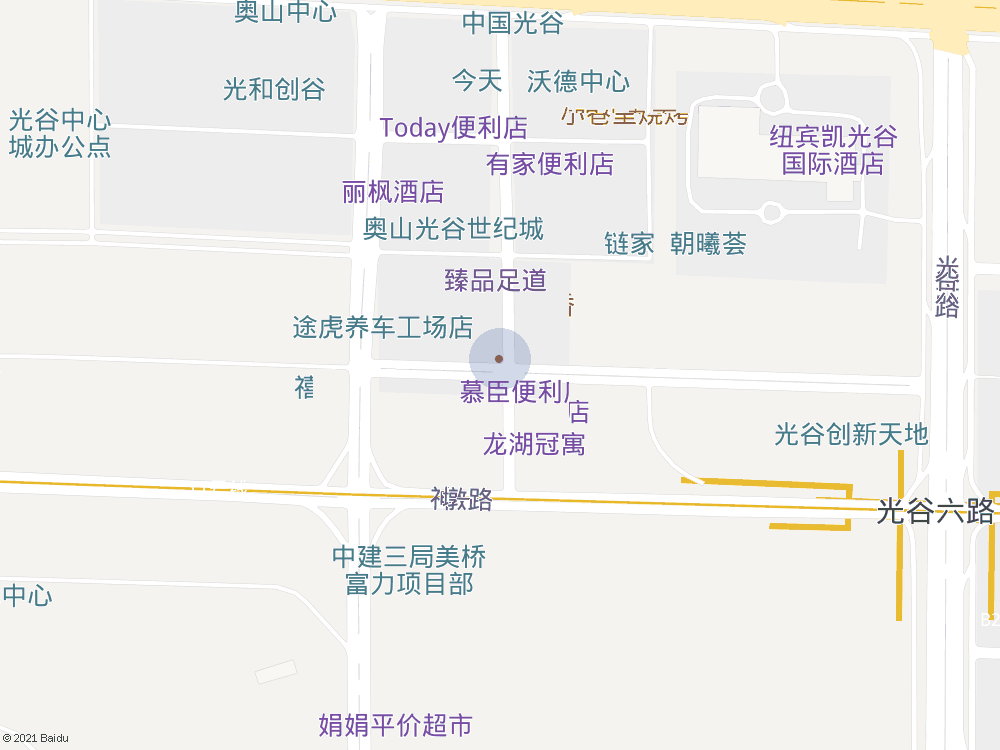 奥山中心
中国光谷
光和创谷
今天
沃德中心
光谷中心
城办公点
Today便利店
纽宾凯光谷
国际酒店
有家便利店
丽枫酒店
奥山光谷世纪城
链家
朝曦荟
臻品足道
途虎养车工场店
慕臣便利
店
龙湖冠寓
光谷创新天地
敦路
光谷六路
中建三局美桥
富力项目部
中心
娟娟平价超市
© 2021 Baidu